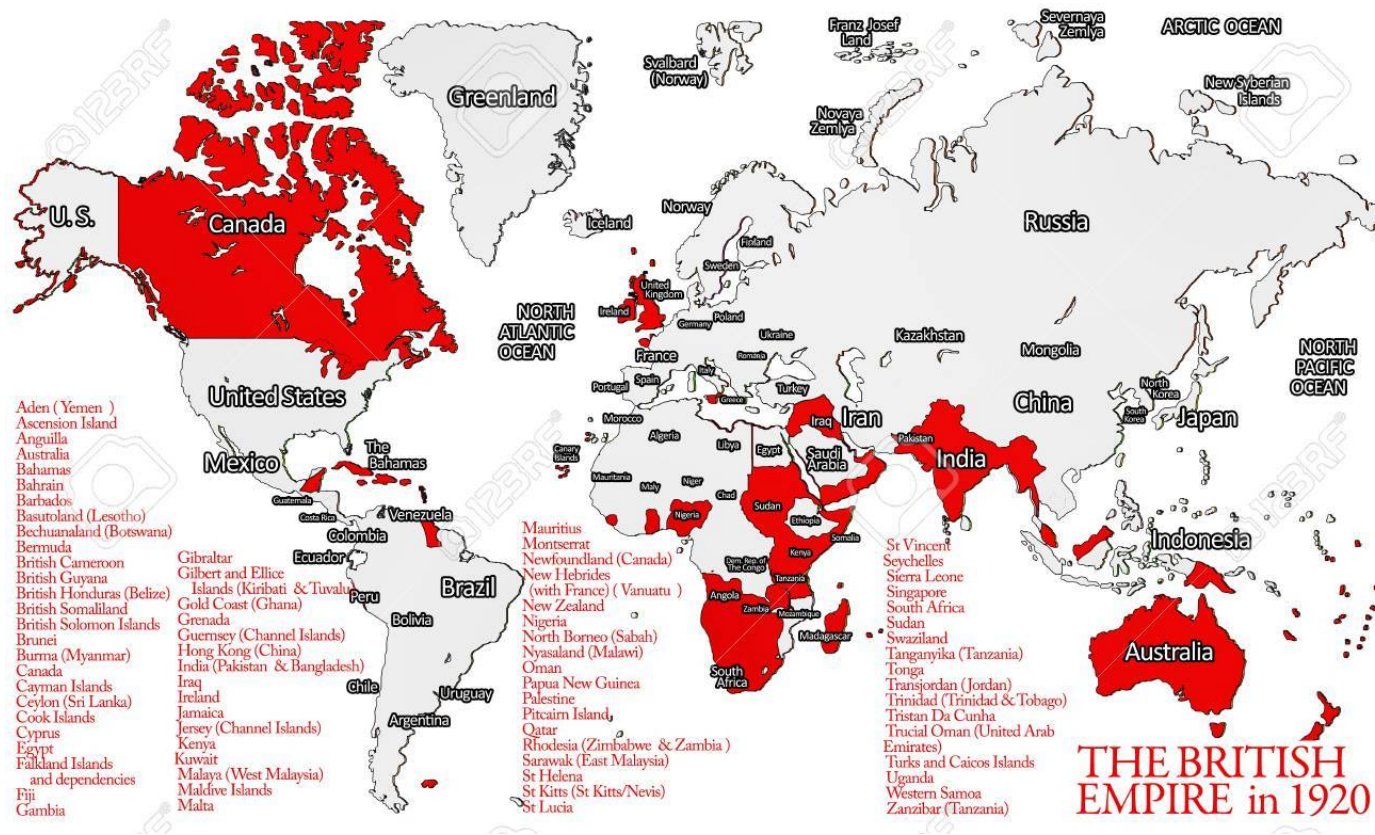 ARCTIC OCEAN
Severnaya
Zemlya
Franz Josef
Land
Svalbard
(Norway)
New Syberian
Islands
Novaya
Zemlya
Greenland
U. S.
Canada
Iceland
Norway
Finland
Sweden
Russia
United
Kingdom
Ireland
NORTH
ATLANTIC
OCEAN
Germany
Poland
Ukraine
Kazakhstan
Mongolia
NORTH
PACIFIC
OCEAN
France
Romania
Italy
Portugal
Spain
Greece
Turkey
United States
Iran
China
North
Korea
South
Korea
Japan
Morocco
Iraq
Algeria
Libya
Egypt
Saudi
Arabia
Pakistan
India
Mexico
The
Bahamas
Canary
Islands
Mauritania
Maly
Niger
Chad
Sudan
Guatemala
Costa Rica
Venezuela
Nigeria
Ethiopia
Somalia
Colombia
Ecuador
Indonesia
Dem. Rep. of
The Congo
Kenya
Tanzania
Brazil
Peru
Bolivia
Angola
Zambia
Mozambique
Madagascar
Australia
South
Africa
Chile
Uruguay
Argentina
Aden ( Yemen )
Ascension Island
Anguilla
Australia
Bahamas
Bahrain
Barbados
Basutoland (Lesotho)
Bechuanaland (Botswana)
Bermuda
British Cameroon
British Guyana
British Honduras (Belize)
British Somaliland
British Solomon Islands
Brunei
Burma (Myanmar)
Canada
Cayman Islands
Ceylon (Sri Lanka)
Cook Islands
Cyprus
Egypt
Falkland Islands
and dependencies
Fiji
Gambia
Gibraltar
Gilbert and Ellice
Islands (Kiribati & Tuvalu
Gold Coast (Ghana)
Grenada
Guernsey (Channel Islands)
Hong Kong (China)
India (Pakistan & Bangladesh)
Iraq
Ireland
Jamaica
Jersey (Channel Islands)
Kenya
Kuwait
Malaya (West Malaysia)
Maldive Islands
Malta
Mauritius
Montserrat
Newfoundland (Canada)
New Hebrides
(with France) ( Vanuatu )
New Zealand
Nigeria
North Borneo (Sabah)
Nyasaland (Malawi)
Oman
Papua New Guinea
Palestine
Pitcairn Island
Qatar
Rhodesia (Zimbabwe & Zambia )
Sarawak (East Malaysia)
St Helena
St Kitts (St Kitts/Nevis)
St Lucia
St Vincent
Seychelles
Sierra Leone
Singapore
South Africa
Sudan
Swaziland
Tanganyika (Tanzania)
Tonga
Transjordan (Jordan)
Trinidad (Trinidad & Tobago)
Tristan Da Cunha
Trucial Oman (United Arab
Emirates)
Turks and Caicos Islands
Uganda
Western Samoa
Zanzibar (Tanzania)
THE BRITISH
EMPIRE in 1920
123RF